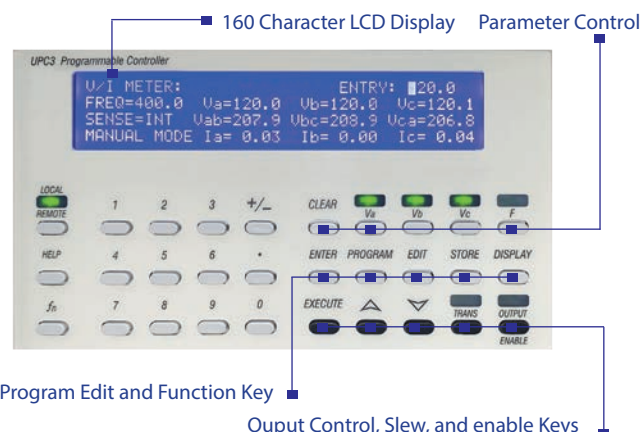 160 Character LCD Display Parameter Control
UPC3 Programmable Controller
V/I METER: ENTRY: 120.0
FREQ=400.0 Va=120.0 Vb=120.0 Vc=120.1
SENSE=INT Vab=207.9 Vbc=208.9 Vca=206.8
MANUAL MODE Ia= 0.03 Ib= 0.00 Ic= 0.04
LOCAL
REMOTE 1 2 3 +/_ CLEAR Va Vb Vc F
HELP 4 5 6 . ENTER PROGRAM EDIT STORE DISPLAY
fn 7 8 9 0 EXECUTE TRANS OUTPUT
ENABLE
Program Edit and Function Key
Ouput Control, Slew, and enable Keys